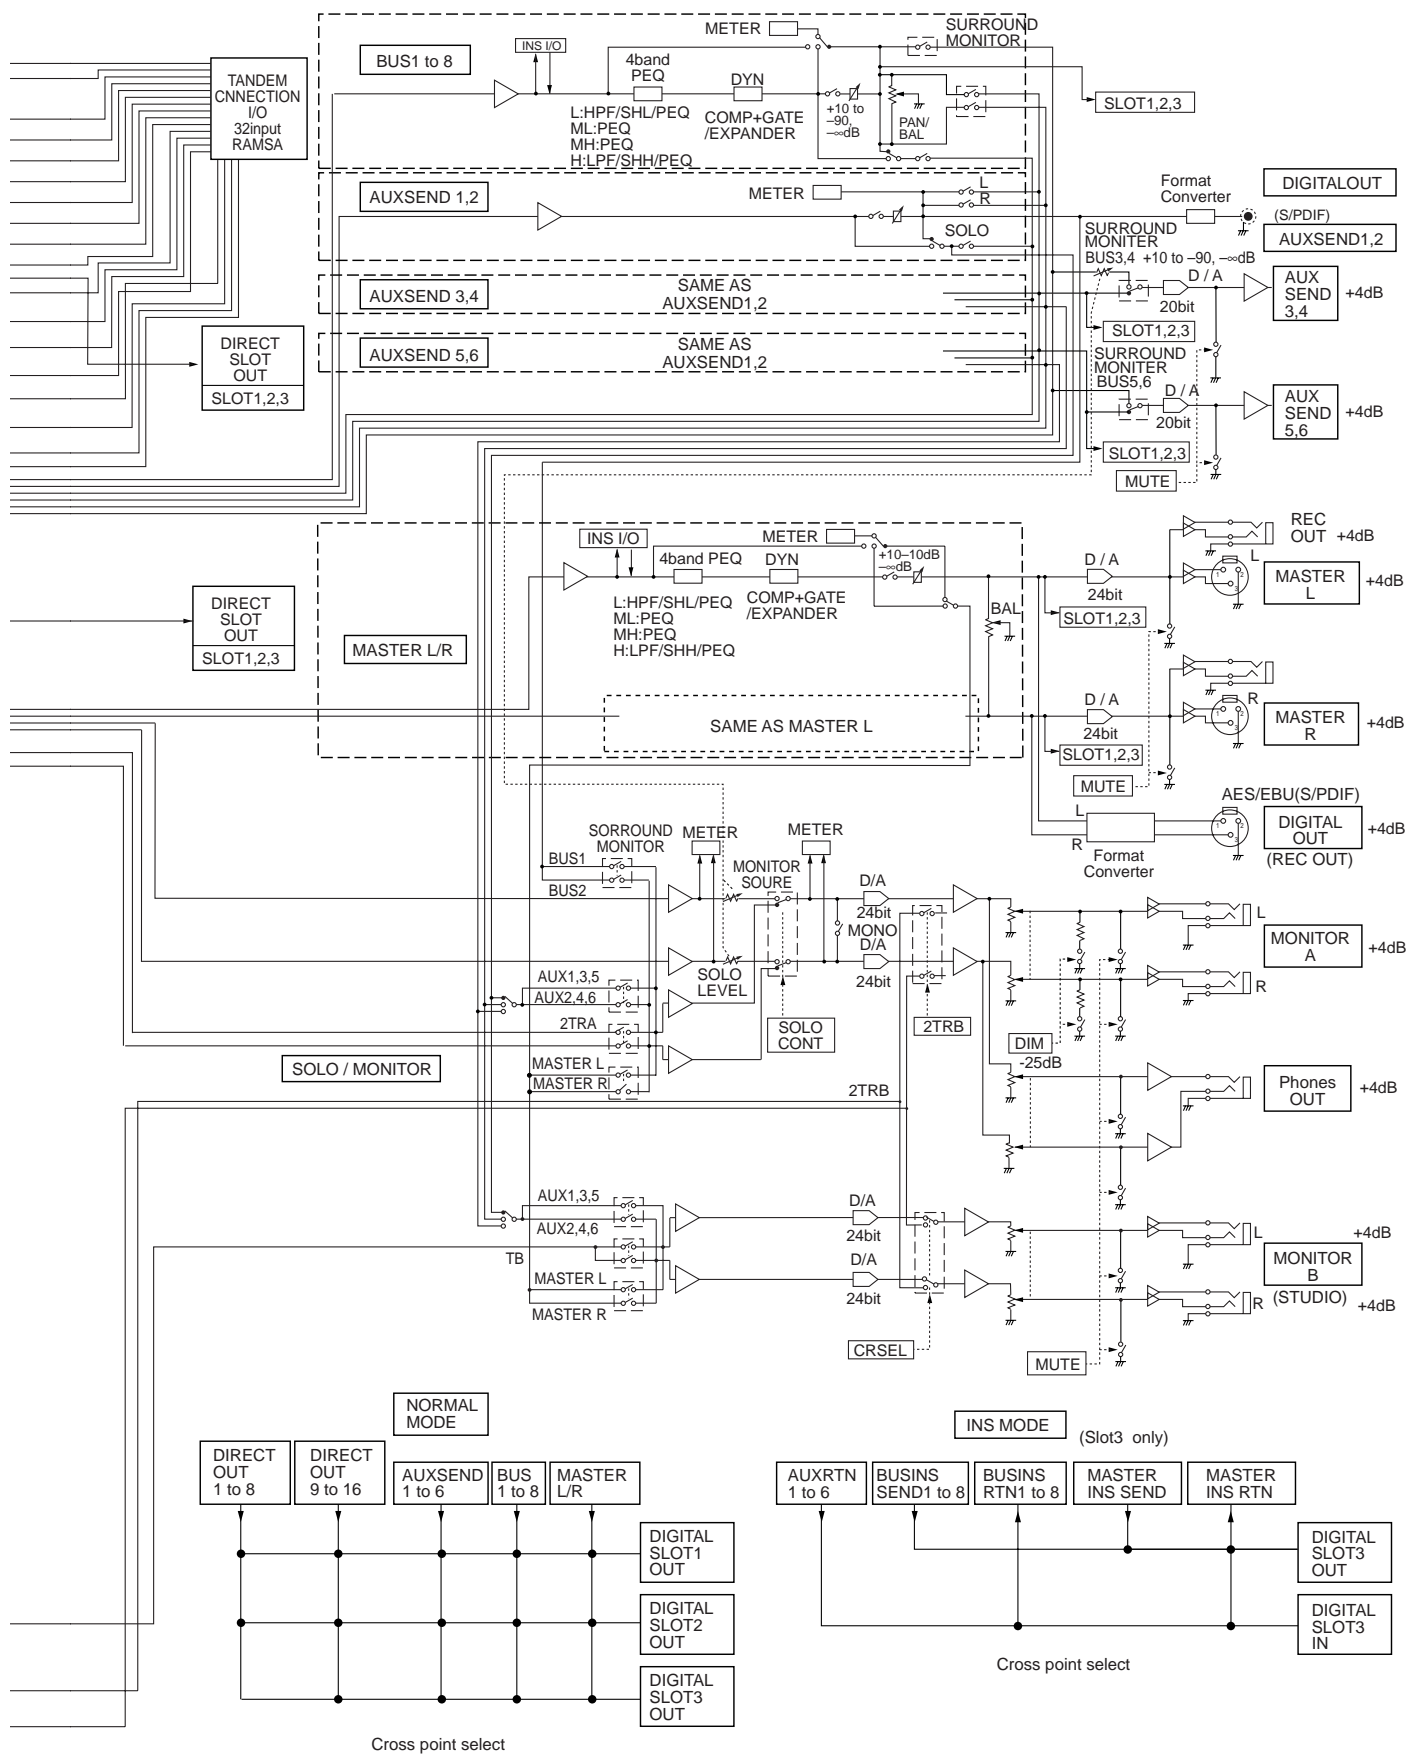 METER
SURROUND
MONITOR
INS I/O
BUS1 to 8
4band
PEQ
DYN
TANDEM
CNNECTION
I/O
32input
RAMSA
L:HPF/SHL/PEQ
ML:PEQ
MH:PEQ
H:LPF/SHH/PEQ
COMP+GATE
/EXPANDER
+10 to
–90,
–∞dB
PAN/
BAL
SLOT1,2,3
AUXSEND 1,2
METER
L
R
SOLO
Format
Converter
DIGITALOUT
(S/PDIF)
AUXSEND1,2
SURROUND
MONITER
BUS3,4 +10 to –90, –∞dB
AUXSEND 3,4
SAME AS
AUXSEND1,2
D / A
20bit
AUX
SEND
3,4
+4dB
SLOT1,2,3
DIRECT
SLOT
OUT
SLOT1,2,3
AUXSEND 5,6
SAME AS
AUXSEND1,2
SURROUND
MONITER
BUS5,6
D / A
20bit
AUX
SEND
5,6
+4dB
SLOT1,2,3
MUTE
INS I/O
METER
4band PEQ
DYN
+10–10dB
–∞dB
L:HPF/SHL/PEQ
ML:PEQ
MH:PEQ
H:LPF/SHH/PEQ
COMP+GATE
/EXPANDER
BAL
D / A
24bit
SLOT1,2,3
REC
OUT +4dB
L
1
2
3
MASTER
L
+4dB
DIRECT
SLOT
OUT
SLOT1,2,3
MASTER L/R
SAME AS MASTER L
D / A
24bit
SLOT1,2,3
R
1
2
3
MASTER
R
+4dB
MUTE
L
R
Format
Converter
AES/EBU(S/PDIF)
1
2
3
DIGITAL
OUT
+4dB
(REC OUT)
SORROUND
MONITOR
METER
METER
BUS1
BUS2
MONITOR
SOURE
D/A
24bit
MONO
D/A
24bit
SOLO
LEVEL
L
MONITOR
A
+4dB
R
AUX1,3,5
AUX2,4,6
2TRA
SOLO
CONT
2TRB
DIM
-25dB
SOLO / MONITOR
MASTER L
MASTER R
2TRB
Phones
OUT
+4dB
AUX1,3,5
AUX2,4,6
TB
MASTER L
MASTER R
D/A
24bit
D/A
24bit
L
+4dB
MONITOR
B
(STUDIO)
R
+4dB
CRSEL
MUTE
NORMAL
MODE
DIRECT
OUT
1 to 8
DIRECT
OUT
9 to 16
AUXSEND
1 to 6
BUS
1 to 8
MASTER
L/R
DIGITAL
SLOT1
OUT
DIGITAL
SLOT2
OUT
DIGITAL
SLOT3
OUT
Cross point select
INS MODE
(Slot3 only)
AUXRTN
1 to 6
BUSINS
SEND1 to 8
BUSINS
RTN1 to 8
MASTER
INS SEND
MASTER
INS RTN
DIGITAL
SLOT3
OUT
DIGITAL
SLOT3
IN
Cross point select